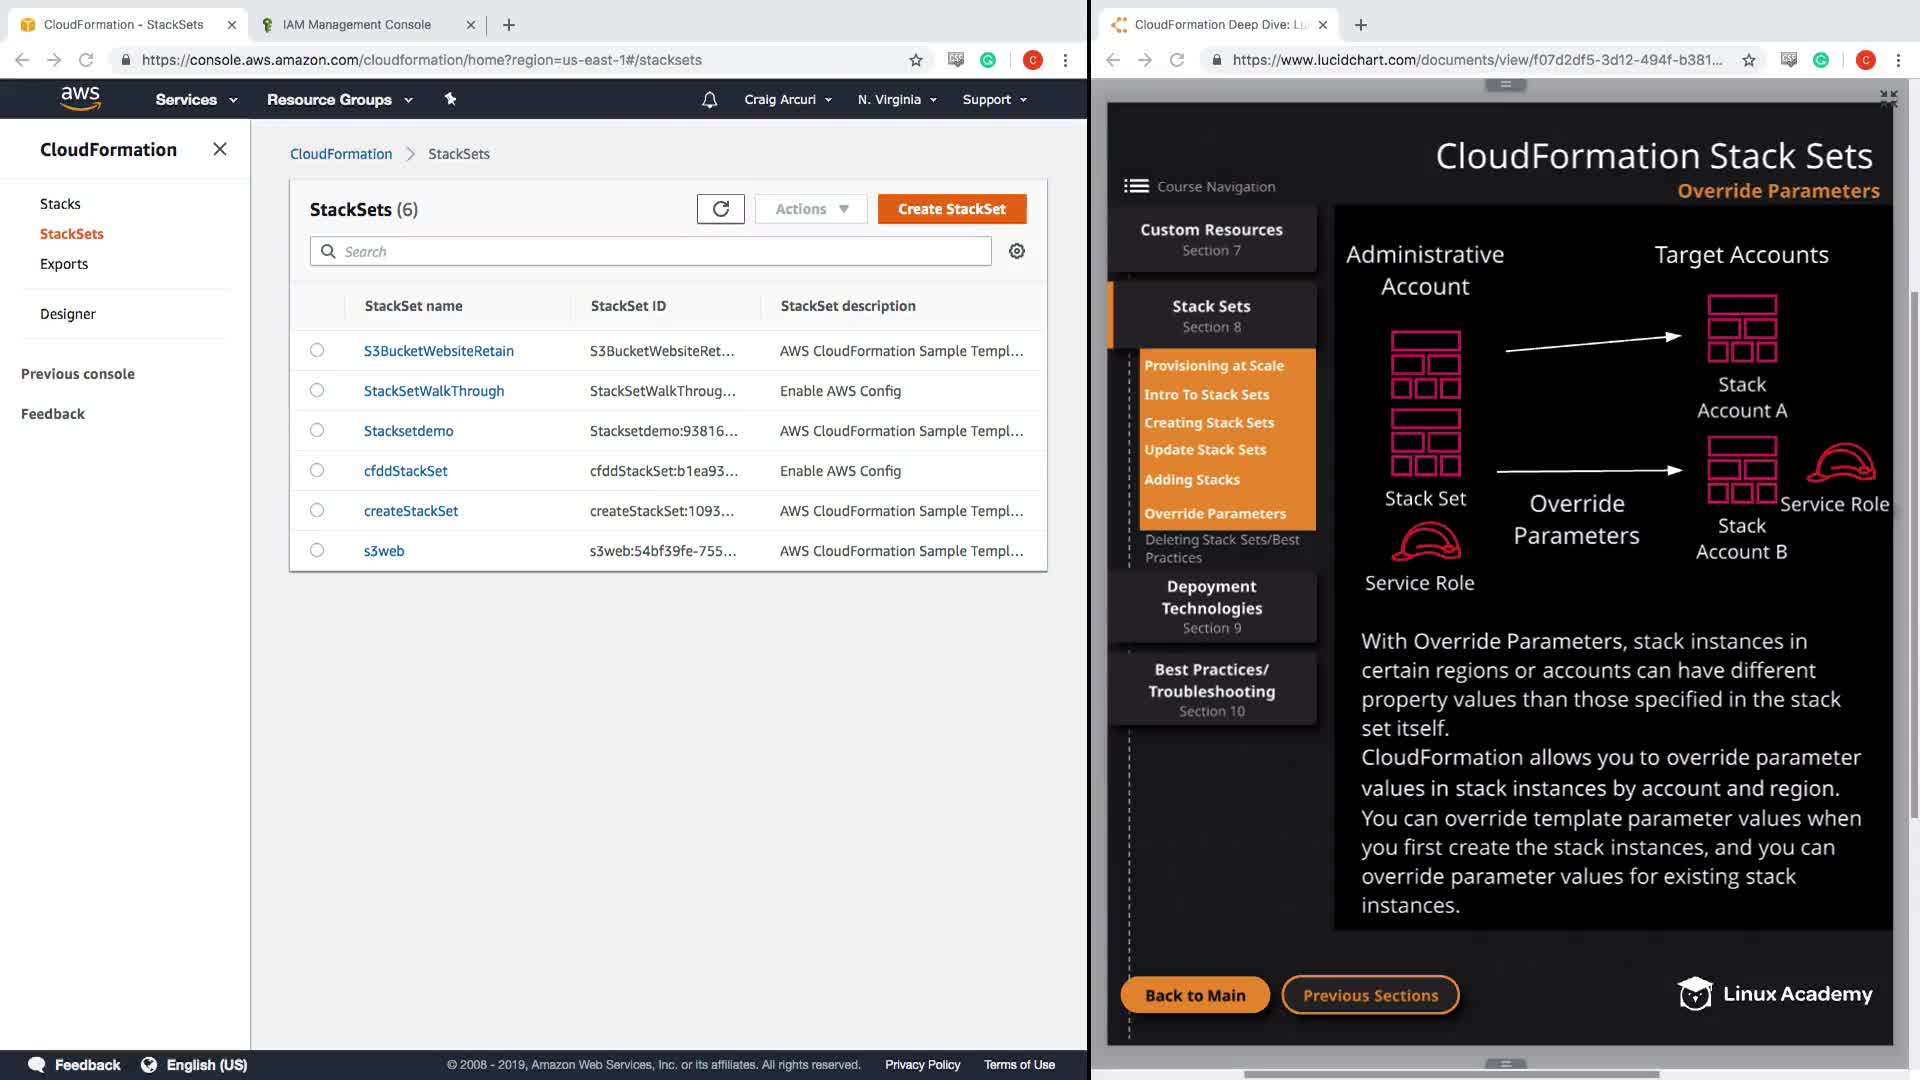 CloudFormation - StackSets
IAM Management Console
https://console.aws.amazon.com/cloudformation/home?region=us-east-1#/stacksets
C
aws
Services
Resource Groups
Craig Arcuri
N. Virginia
Support
CloudFormation
Stacks
StackSets
Exports
Designer
Previous console
Feedback
CloudFormation
StackSets
StackSets (6)
Actions
Create StackSet
Search
StackSet name StackSet ID StackSet description
S3BucketWebsiteRetain S3BucketWebsiteRet... AWS CloudFormation Sample Templ...
StackSetWalkThrough StackSetWalkThroug... Enable AWS Config
Stacksetdemo Stacksetdemo:93816... AWS CloudFormation Sample Templ...
cfddStackSet cfddStackSet:b1ea93... Enable AWS Config
createStackSet createStackSet:1093... AWS CloudFormation Sample Templ...
s3web s3web:54bf39fe-755... AWS CloudFormation Sample Templ...
Feedback
English (US)
© 2008 - 2019, Amazon Web Services, Inc. or its affiliates. All rights reserved.
Privacy Policy
Terms of Use
CloudFormation Deep Dive: Lu
https://www.lucidchart.com/documents/view/f07d2df5-3d12-494f-b381...
C
CloudFormation Stack Sets
Override Parameters
Course Navigation
Custom Resources
Section 7
Stack Sets
Section 8
Provisioning at Scale
Intro To Stack Sets
Creating Stack Sets
Update Stack Sets
Adding Stacks
Override Parameters
Deleting Stack Sets/Best
Practices
Depoyment
Technologies
Section 9
Best Practices/
Troubleshooting
Section 10
Administrative
Account
Target Accounts
Stack
Account A
Stack Set
Override
Parameters
Service Role
Stack
Account B
Service Role
With Override Parameters, stack instances in
certain regions or accounts can have different
property values than those specified in the stack
set itself.
CloudFormation allows you to override parameter
values in stack instances by account and region.
You can override template parameter values when
you first create the stack instances, and you can
override parameter values for existing stack
instances.
Back to Main
Previous Sections
Linux Academy